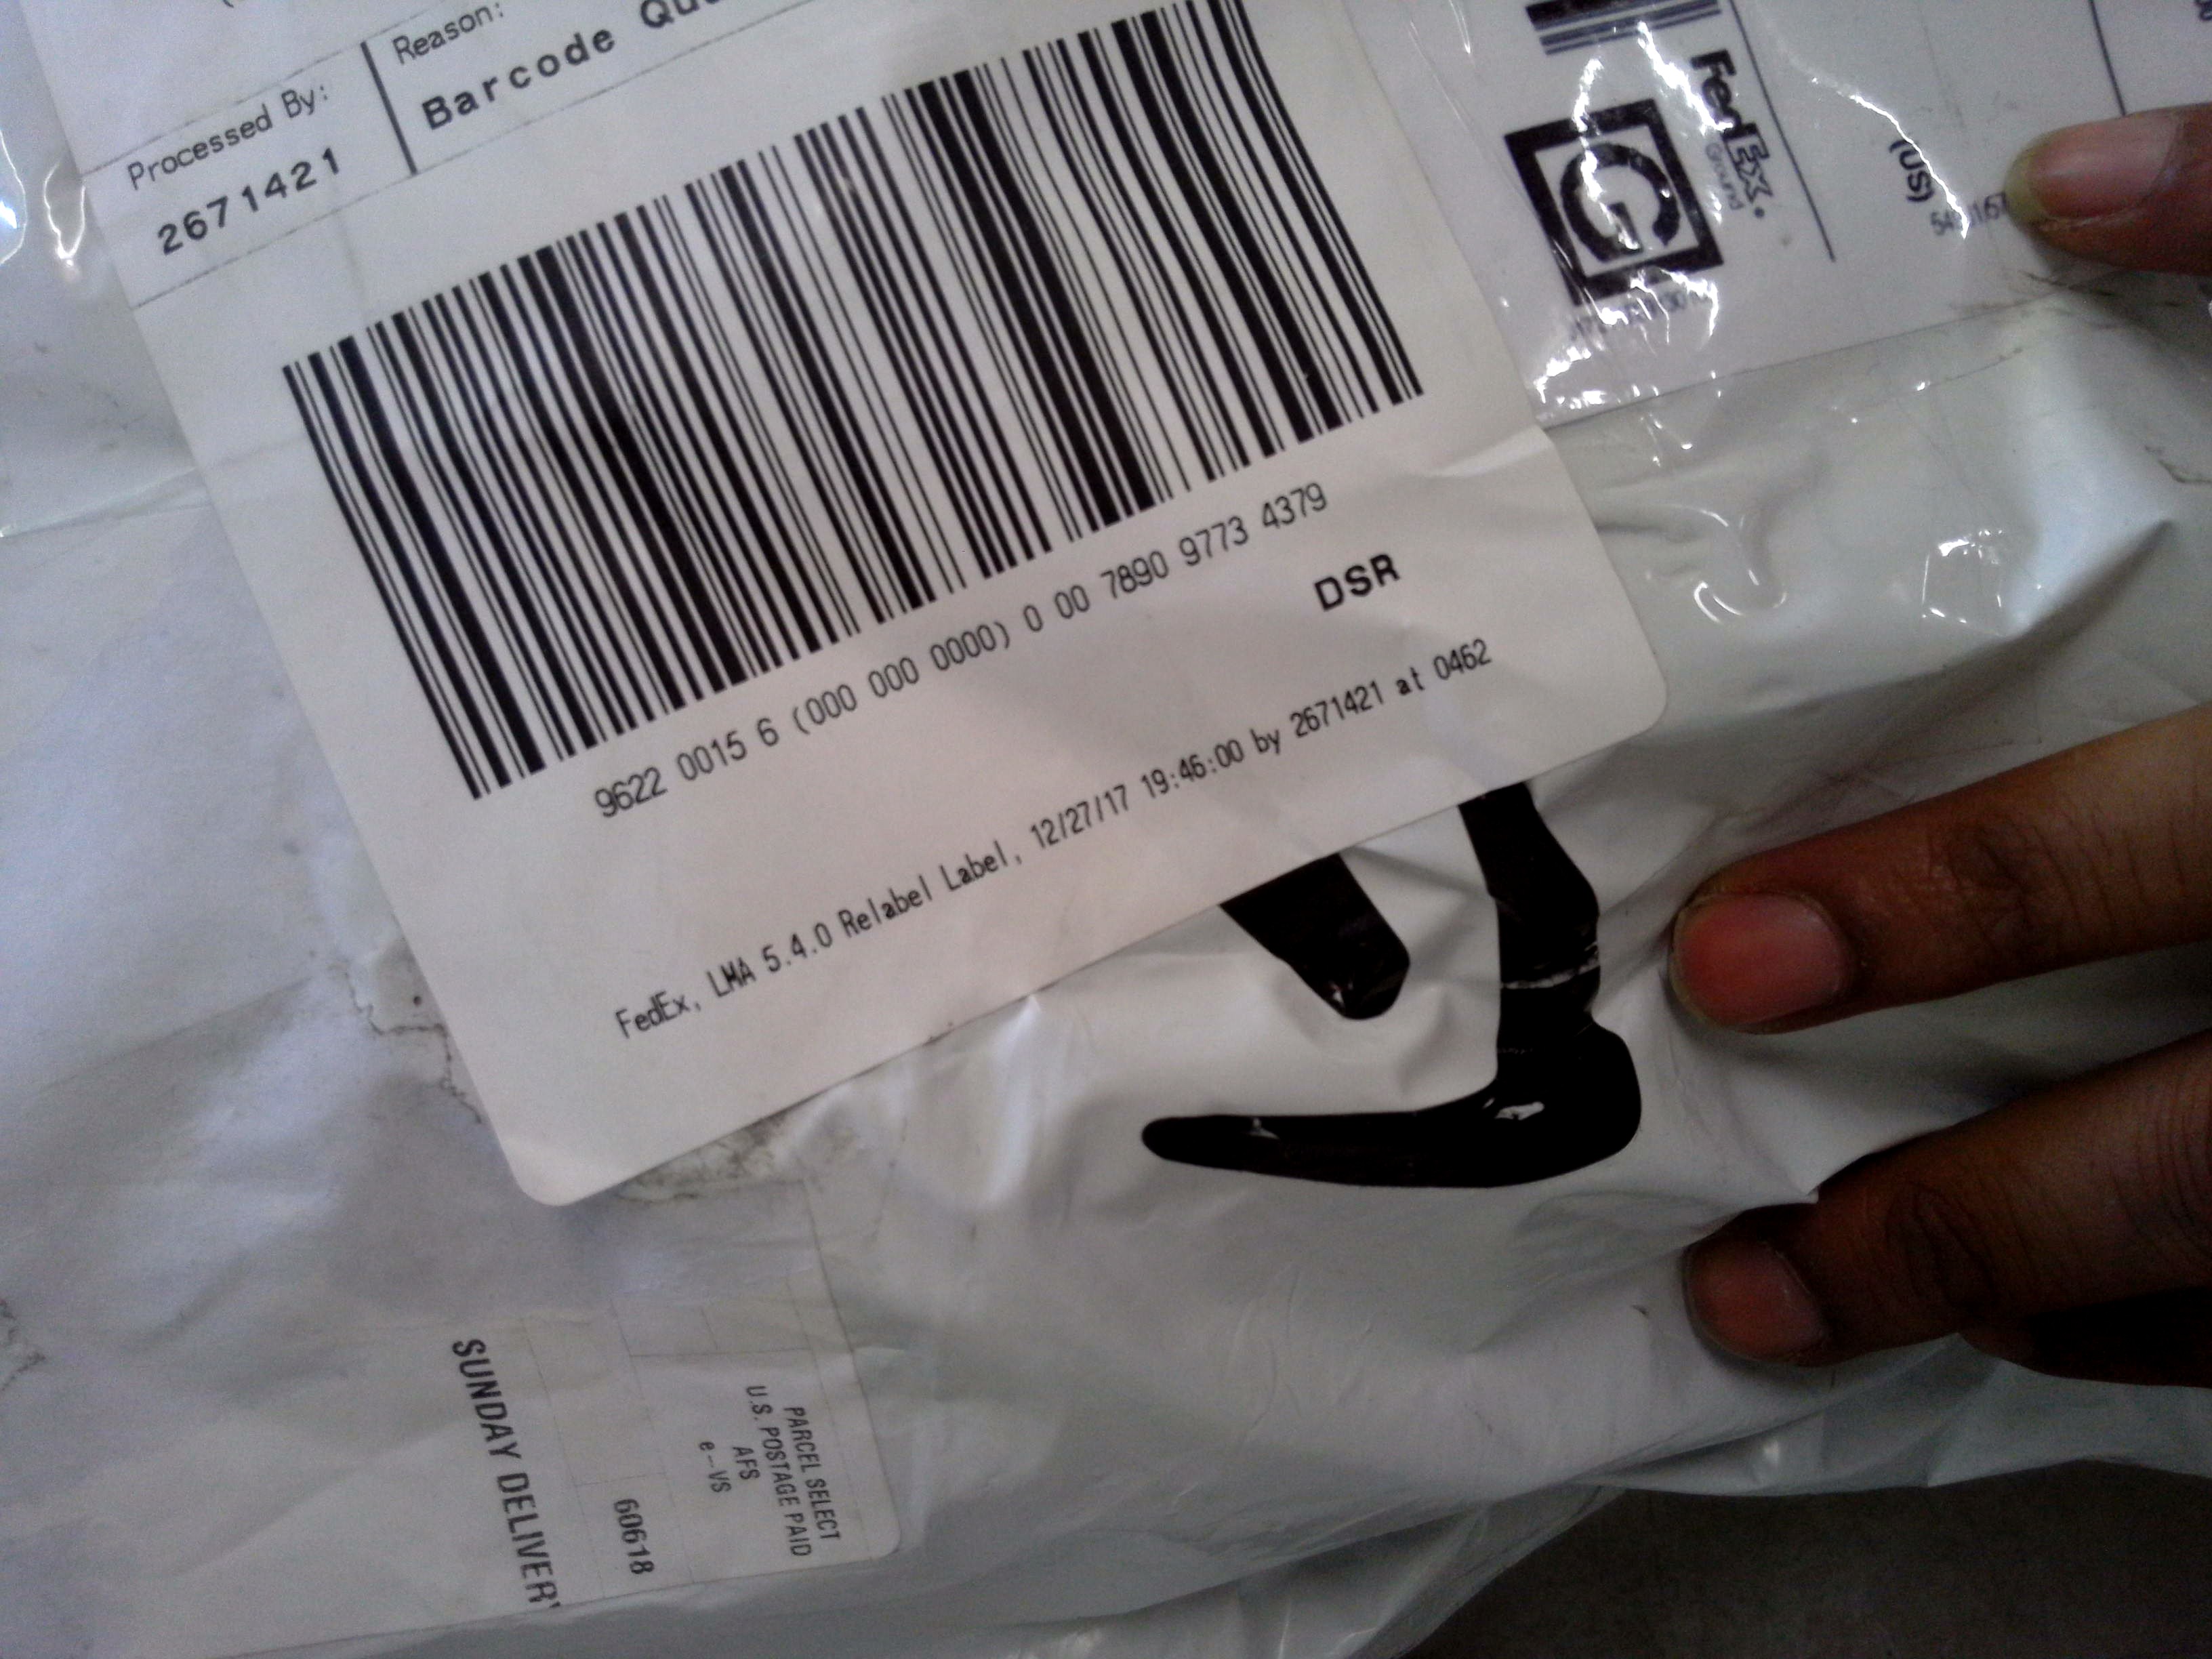 Reason:
Processed By:
Barcode
2671421
9622 0015 6 (000 000 0000) 0 00 7890 9773 4379
DSR
FedEx, LMA 5.4.0 Relabel Label, 12/27/17 19:46:00 by 2671421 at 0462
FedEx.
Ground
G
(US)
PARCEL SELECT
U.S. POSTAGE PAID
AFS
e-VS
60618
SUNDAY DELIVERY